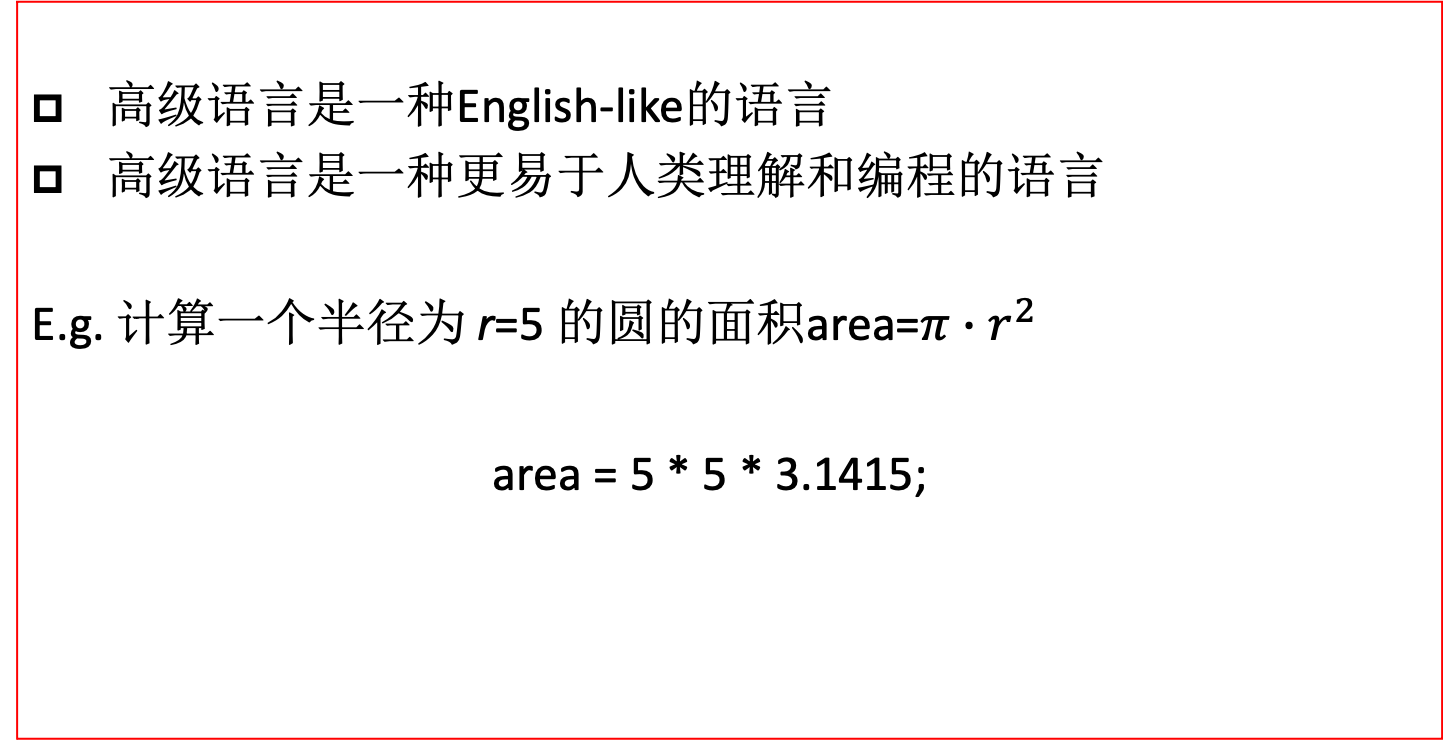 高级语言是一种English-like的语言
高级语言是一种更易于人类理解和编程的语言
E.g. 计算一个半径为 r=5 的圆的面积area=π · r²
area = 5 * 5 * 3.1415;